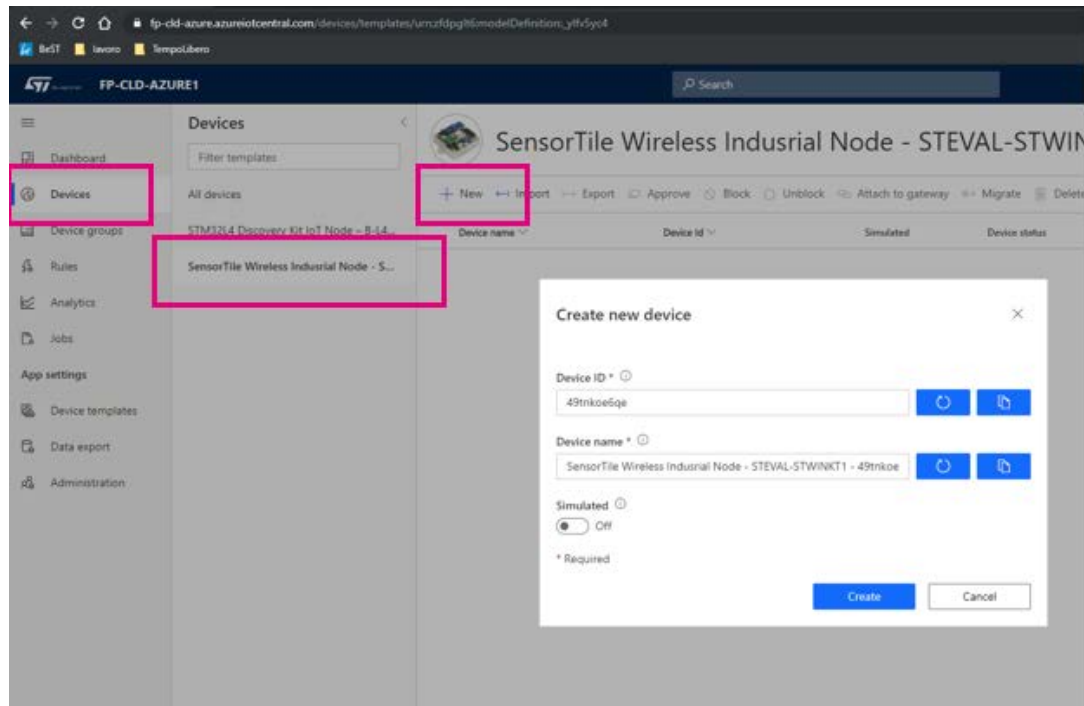 fp-cld-azure.azureiotcentral.com/devices/templates/
BeST lavoro TempoLibero
FP-CLD-AZURE1
Search
Dashboard
Devices
Device groups
Rules
Analytics
Jobs
App settings
Device templates
Data export
Administration
Devices
Filter templates
All devices
STM32L4 Discovery Kit IoT Node - B-L4...
SensorTile Wireless Indusrial Node - S...
SensorTile Wireless Indusrial Node - STEVAL-STWIN
New Import Export Approve Block Unblock Attach to gateway Migrate Delete
Device name Device Id Simulated Device status
Create new device
Device ID *
49tnkoe6qe
Device name *
SensorTile Wireless Indusrial Node - STEVAL-STWINKT1 - 49tnkoe
Simulated
Off
* Required
Create Cancel